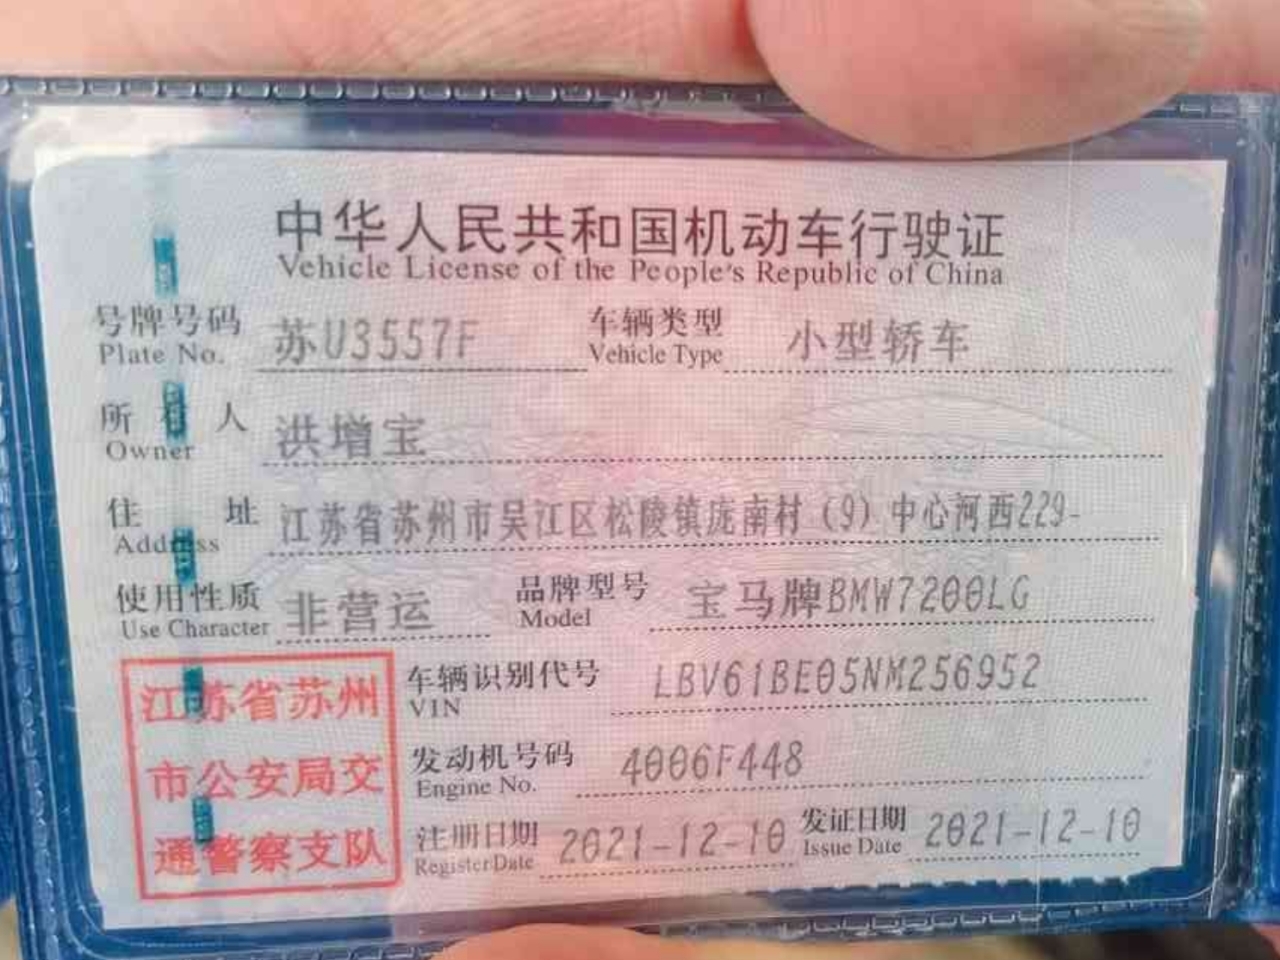 中华人民共和国机动车行驶证
Vehicle License of the People's Republic of China
号牌号码 苏U3557F 车辆类型 小型轿车
Plate No. Vehicle Type
所有人 洪增宝
Owner
住址 江苏省苏州市吴江区松陵镇庞南村（9）中心河西229-
Address
使用性质 非营运 品牌型号 宝马牌BMW7200LG
Use Character Model
江苏省苏州
市公安局交
通警察支队
车辆识别代号 LBV61BE05NM256952
VIN
发动机号码 4006F448
Engine No.
注册日期 2021-12-10 发证日期 2021-12-10
Register Date Issue Date